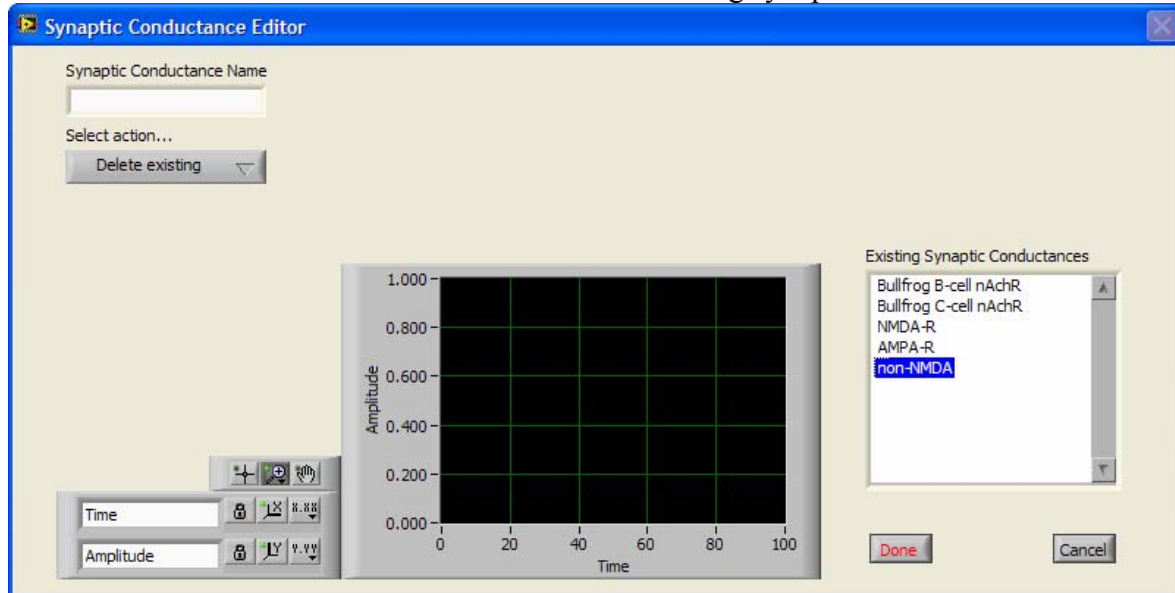 Synaptic Conductance Editor
Synaptic Conductance Name
Select action...
Delete existing
Existing Synaptic Conductances
Bullfrog B-cell nAchR
Bullfrog C-cell nAchR
NMDA-R
AMPA-R
non-NMDA
1.000
0.800
0.600
0.400
0.200
0.000
Amplitude
0 20 40 60 80 100
Time
Time
X X.XX
Amplitude
Y Y.YY
Done
Cancel